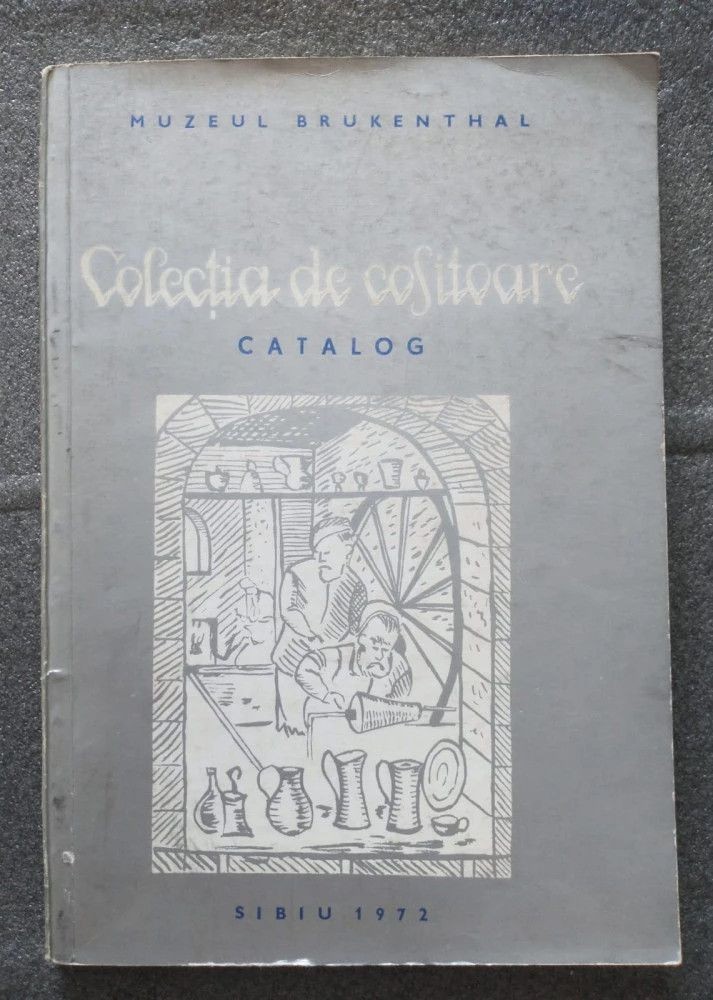 MUZEUL BRUKENTHAL
Colecția de cositoare
CATALOG
SIBIU 1972